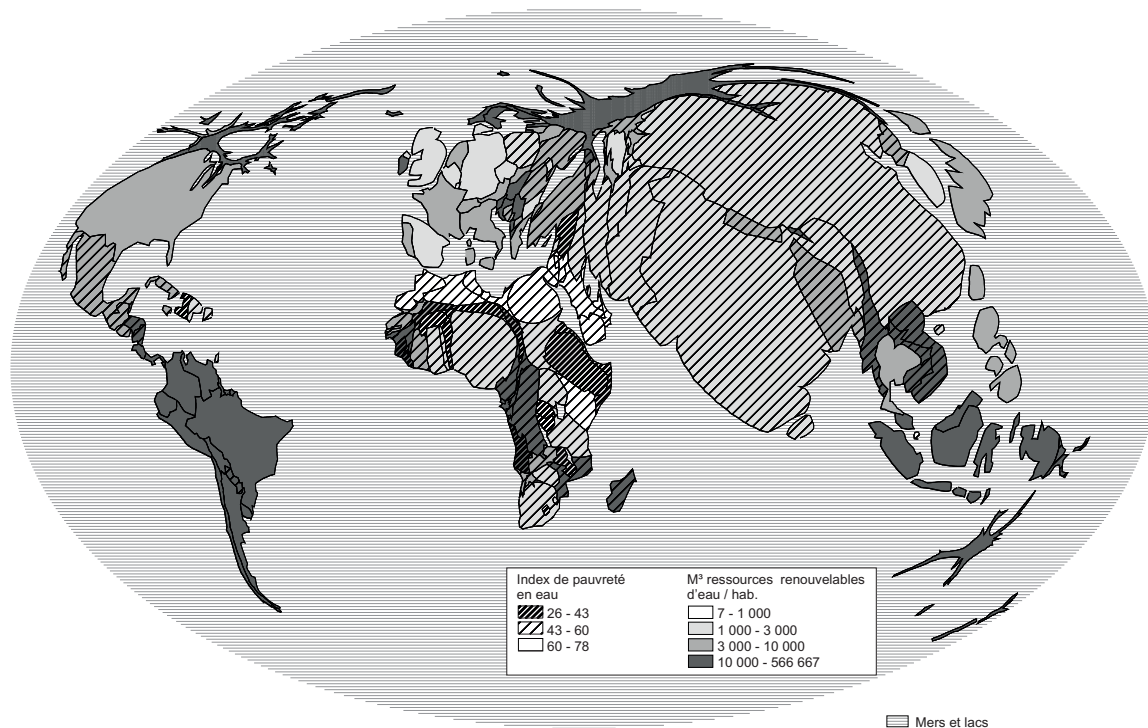 Index de pauvreté
en eau
26 - 43
43 - 60
60 - 78
M³ ressources renouvelables
d'eau / hab.
7 - 1 000
1 000 - 3 000
3 000 - 10 000
10 000 - 566 667
Mers et lacs